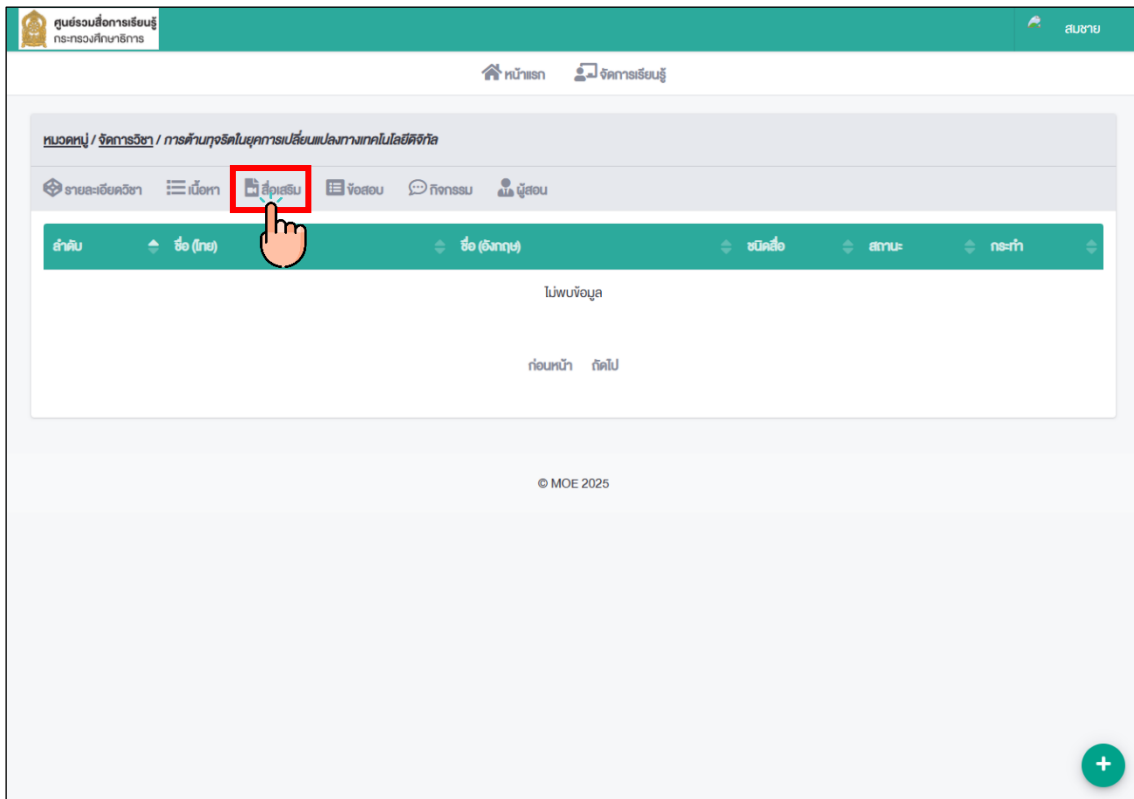 ศูนย์รวมสื่อการเรียนรู้
กระทรวงศึกษาธิการ
สมชาย
หน้าแรก จัดการเรียนรู้
หมวดหมู่ / จัดการวิชา / การต้านทุจริตในยุคการเปลี่ยนแปลงทางเทคโนโลยีดิจิทัล
รายละเอียดวิชา เนื้อหา สื่อเสริม ข้อสอบ กิจกรรม ผู้สอน
ลำดับ ชื่อ (ไทย) ชื่อ (อังกฤษ) ชนิดสื่อ สถานะ กระทำ
ไม่พบข้อมูล
ก่อนหน้า ถัดไป
© MOE 2025
+